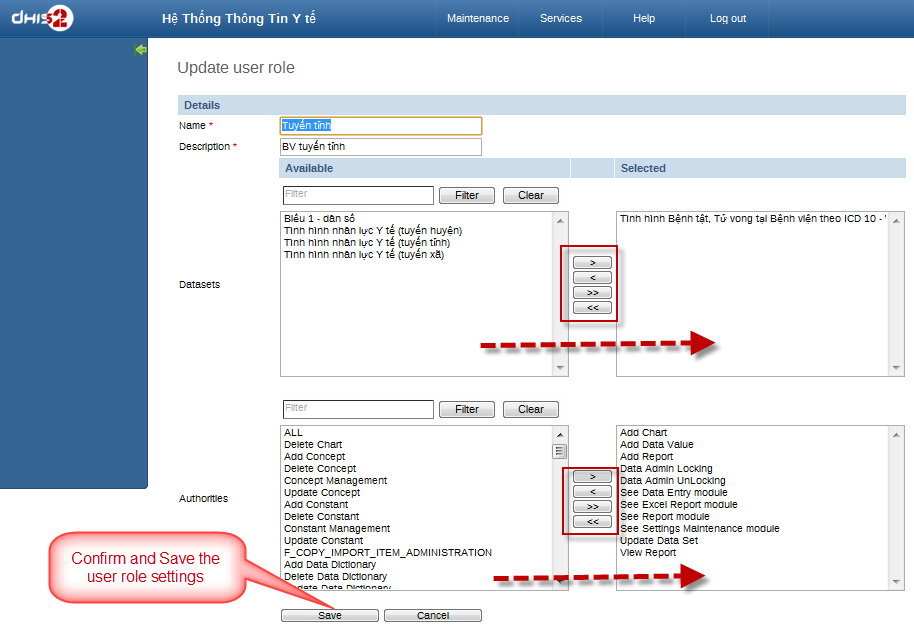 dHIS2
Hệ Thống Thông Tin Y tế
Maintenance
Services
Help
Log out
Update user role
Details
Name *
Tuyến tỉnh
Description *
BV tuyến tỉnh
Available
Selected
Filter
Filter
Clear
Datasets
Biểu 1 - dân số
Tình hình nhân lực Y tế (tuyến huyện)
Tình hình nhân lực Y tế (tuyến tỉnh)
Tình hình nhân lực Y tế (tuyến xã)
>
<
>>
<<
Tình hình Bệnh tật, Tử vong tại Bệnh viện theo ICD 10 -
Filter
Filter
Clear
Authorities
ALL
Delete Chart
Add Concept
Delete Concept
Concept Management
Update Concept
Add Constant
Delete Constant
Constant Management
Update Constant
F_COPY_IMPORT_ITEM_ADMINISTRATION
Add Data Dictionary
Delete Data Dictionary
Update Data Dictionary
>
<
>>
<<
Add Chart
Add Data Value
Add Report
Data Admin Locking
Data Admin UnLocking
See Data Entry module
See Excel Report module
See Report module
See Settings Maintenance module
Update Data Set
View Report
Confirm and Save the
user role settings
Save
Cancel